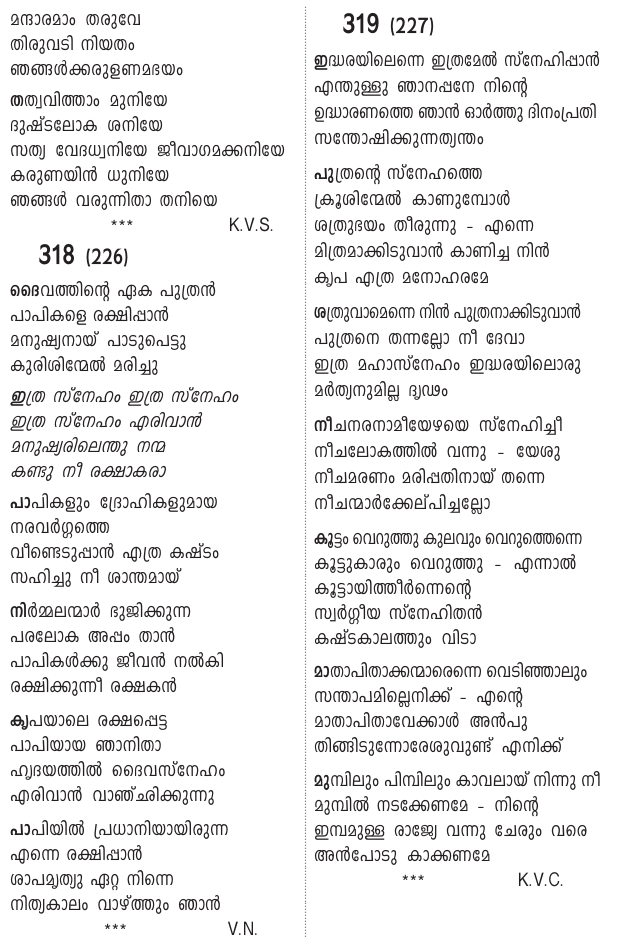 മന്ദാരമാം തരുവേ
തിരുവടി നിയതം
ഞങ്ങൾക്കരുളണമഭയം
തത്വവിത്താം മുനിയേ
ദുഷ്ടലോക ശനിയേ
സത്യ വേദധ്വനിയേ ജീവാഗമക്കനിയേ
കരുണയിൻ ധുനിയേ
ഞങ്ങൾ വരുന്നിതാ തനിയെ
*** K.V.S.
318 (226)
ദൈവത്തിന്റെ ഏക പുത്രൻ
പാപികളെ രക്ഷിപ്പാൻ
മനുഷ്യനായ് പാടുപെട്ടു
കുരിശിന്മേൽ മരിച്ചു
ഇത്ര സ്നേഹം ഇത്ര സ്നേഹം
ഇത്ര സ്നേഹം എരിവാൻ
മനുഷ്യരിലെന്തു നന്മ
കണ്ടു നീ രക്ഷാകരാ
പാപികളും ദ്രോഹികളുമായ
നരവർഗ്ഗത്തെ
വീണ്ടെടുപ്പാൻ എത്ര കഷ്ടം
സഹിച്ചു നീ ശാന്തമായ്
നിർമ്മലന്മാർ ഭുജിക്കുന്ന
പരലോക അപ്പം താൻ
പാപികൾക്കു ജീവൻ നൽകി
രക്ഷിക്കുന്നീ രക്ഷകൻ
കൃപയാലെ രക്ഷപ്പെട്ട
പാപിയായ ഞാനിതാ
ഹൃദയത്തിൽ ദൈവസ്നേഹം
എരിവാൻ വാഞ്ഛിക്കുന്നു
പാപിയിൽ പ്രധാനിയായിരുന്ന
എന്നെ രക്ഷിപ്പാൻ
ശാപമൃത്യു ഏറ്റ നിന്നെ
നിത്യകാലം വാഴ്ത്തും ഞാൻ
*** V.N.
319 (227)
ഇദ്ധരയിലെന്നെ ഇത്രമേൽ സ്നേഹിപ്പാൻ
എന്തുള്ളു ഞാനപ്പനേ നിന്റെ
ഉദ്ധാരണത്തെ ഞാൻ ഓർത്തു ദിനംപ്രതി
സന്തോഷിക്കുന്നത്യന്തം
പുത്രന്റെ സ്നേഹത്തെ
ക്രൂശിന്മേൽ കാണുമ്പോൾ
ശത്രുഭയം തീരുന്നു - എന്നെ
മിത്രമാക്കിടുവാൻ കാണിച്ച നിൻ
കൃപ എത്ര മനോഹരമേ
ശത്രുവാമെന്നെ നിൻ പുത്രനാക്കിടുവാൻ
പുത്രനെ തന്നല്ലോ നീ ദേവാ
ഇത്ര മഹാസ്നേഹം ഇദ്ധരയിലൊരു
മർത്യനുമില്ല ദൃഢം
നീചനരനാമീയേഴയെ സ്നേഹിച്ചീ
നീചലോകത്തിൽ വന്നു - യേശു
നീചമരണം മരിപ്പതിനായ് തന്നെ
നീചന്മാർക്കേല്പിച്ചല്ലോ
കൂട്ടം വെറുത്തു കുലവും വെറുത്തെന്നെ
കൂട്ടുകാരും വെറുത്തു - എന്നാൽ
കൂട്ടായിത്തീർന്നെന്റെ
സ്വർഗ്ഗീയ സ്നേഹിതൻ
കഷ്ടകാലത്തും വിടാ
മാതാപിതാക്കന്മാരെന്നെ വെടിഞ്ഞാലും
സന്താപമില്ലെനിക്ക് - എന്റെ
മാതാപിതാവേക്കാൾ അൻപു
തിങ്ങിടുന്നോരേശുവുണ്ട് എനിക്ക്
മുമ്പിലും പിമ്പിലും കാവലായ് നിന്നു നീ
മുമ്പിൽ നടക്കേണമേ - നിന്റെ
ഇമ്പമുള്ള രാജ്യേ വന്നു ചേരും വരെ
അൻപോടു കാക്കണമേ
*** K.V.C.